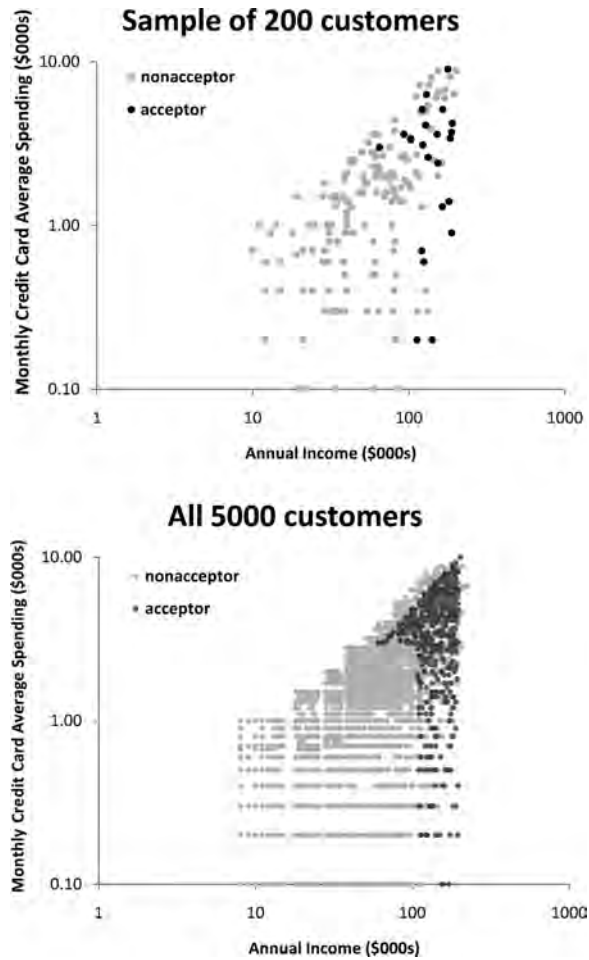 Sample of 200 customers
Monthly Credit Card Average Spending ($000s)
10.00
nonacceptor
acceptor
1.00
0.10
1
10
100
1000
Annual Income ($000s)
All 5000 customers
Monthly Credit Card Average Spending ($000s)
10.00
nonacceptor
acceptor
1.00
0.10
1
10
100
1000
Annual Income ($000s)